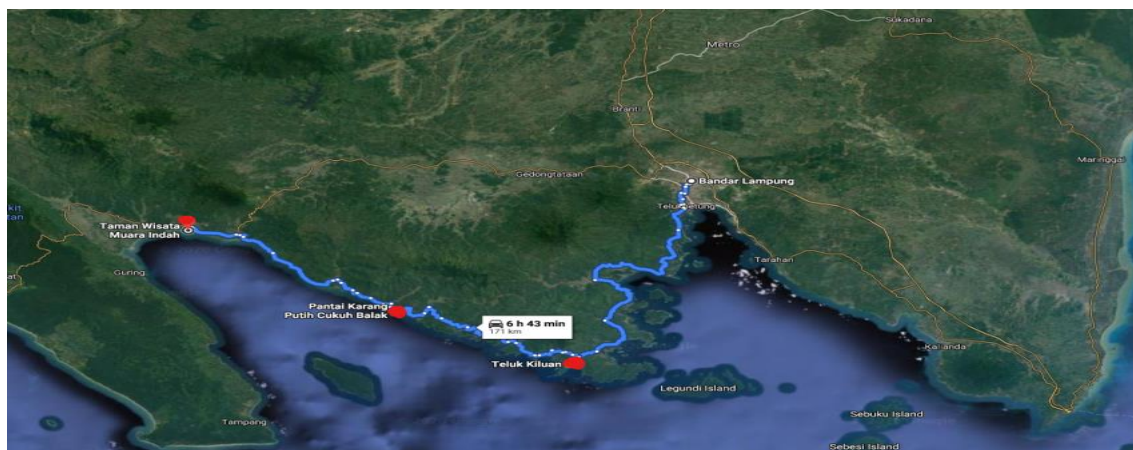 Sukadana
Metro
Branti
Maringgai
Gedongtataan
Bandar Lampung
Teluk Betung
Taman Wisata
Muara Indah
Guring
Tarahan
Pantai Karang
Putih Cukuh Balak
6 h 43 min
171 km
Kalianda
Teluk Kiluan
Legundi Island
Sebuku Island
Tampang
Sebesi Island